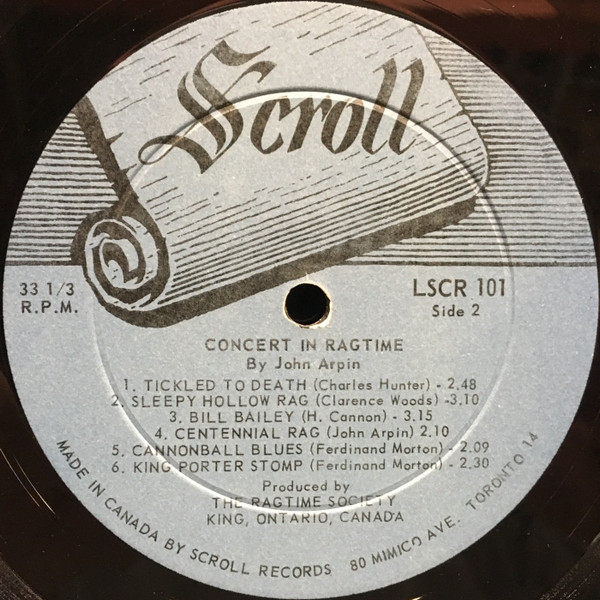 Scroll
33 1/3
R.P.M.
LSCR 101
Side 2
CONCERT IN RAGTIME
By John Arpin
1. TICKLED TO DEATH (Charles Hunter) - 2.48
2. SLEEPY HOLLOW RAG (Clarence Woods) -3.10
3. BILL BAILEY (H. Cannon) - 3.15
4. CENTENNIAL RAG (John Arpin) 2.10
5. CANNONBALL BLUES (Ferdinand Morton) - 2.09
6. KING PORTER STOMP (Ferdinand Morton) - 2.30
Produced by
THE RAGTIME SOCIETY
KING, ONTARIO, CANADA
MADE IN CANADA BY SCROLL RECORDS 80 MIMICO AVE. TORONTO 14